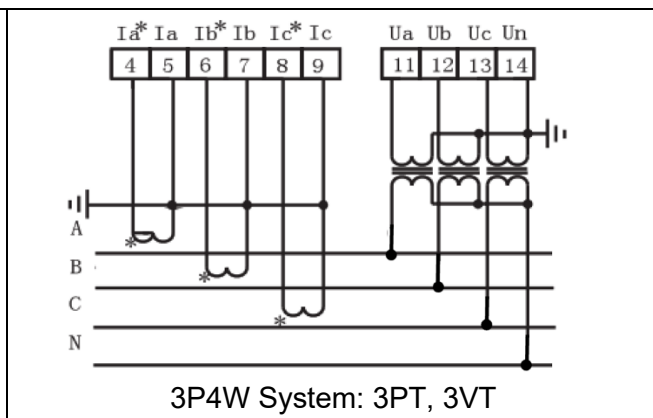 Ia* Ia Ib* Ib Ic* Ic Ua Ub Uc Un
4 5 6 7 8 9 11 12 13 14
A
*
B
*
C
*
N
3P4W System: 3PT, 3VT